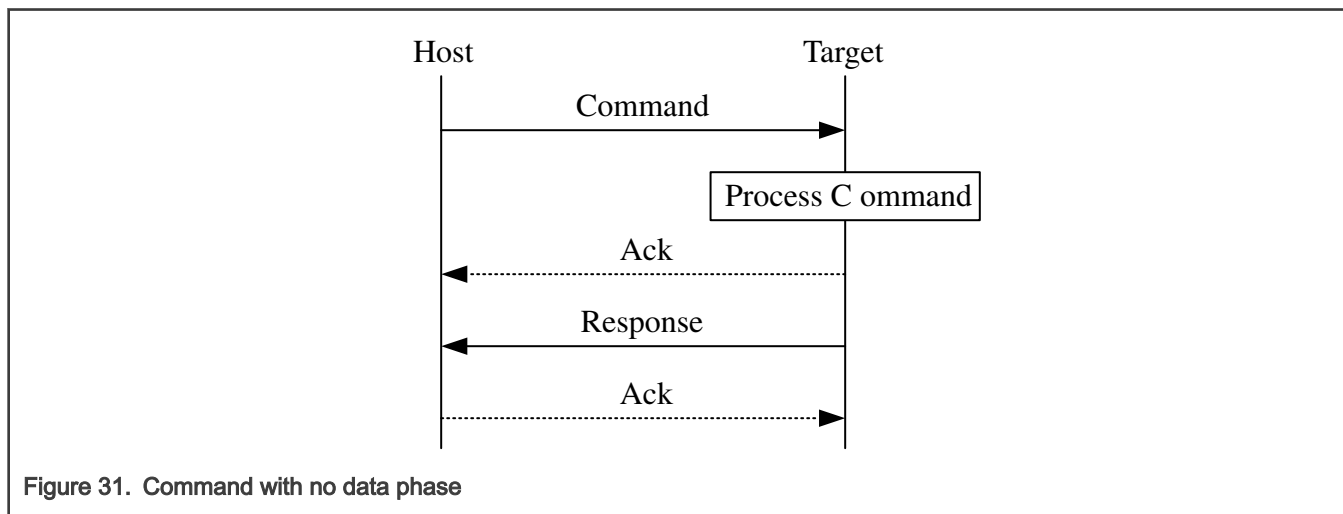 Host Target
Command
Process C ommand
Ack
Response
Ack
Figure 31. Command with no data phase